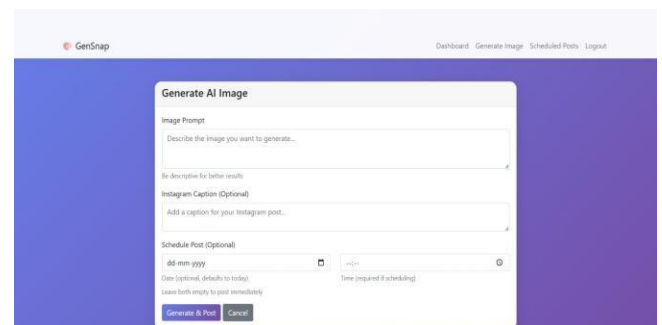 GenSnap
Dashboard Generate Image Scheduled Posts Logout
Generate AI Image
Image Prompt
Describe the image you want to generate...
Be descriptive for better results
Instagram Caption (Optional)
Add a caption for your Instagram post..
Schedule Post (Optional)
dd-mm-yyyy --:--
Date (optional, defaults to today) Time (required if scheduling)
Leave both empty to post immediately
Generate & Post Cancel